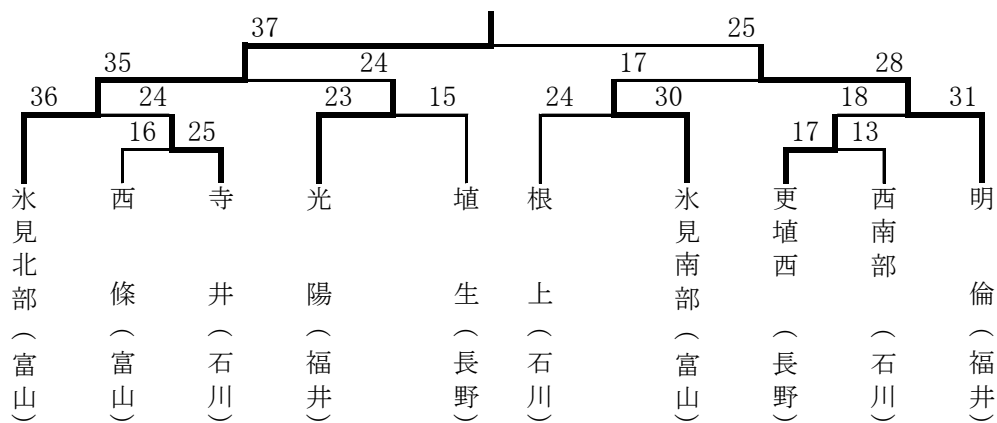 37 25
35 24 17 28
36 24 23 15 24 30 18 31
16 25 17 13
氷見北部(富山)
西條(富山)
寺井(石川)
光陽(福井)
埴生(長野)
根上(石川)
氷見南部(富山)
更埴西(長野)
西南部(石川)
明倫(福井)